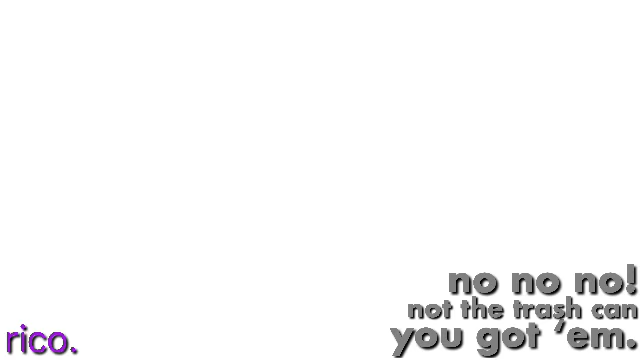 no no no!
not the trash can
you got ‘em.
rico.